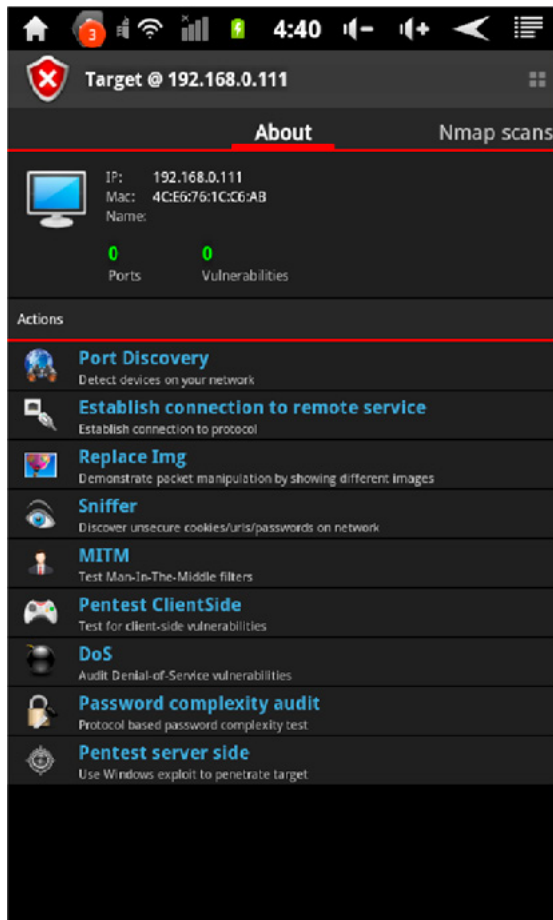 3
4:40
Target @ 192.168.0.111
About Nmap scans
IP: 192.168.0.111
Mac: 4C:E6:76:1C:C6:AB
Name:
0 0
Ports Vulnerabilities
Actions
Port Discovery
Detect devices on your network
Establish connection to remote service
Establish connection to protocol
Replace Img
Demonstrate packet manipulation by showing different images
Sniffer
Discover unsecure cookies/urls/passwords on network
MITM
Test Man-In-The-Middle filters
Pentest ClientSide
Test for client-side vulnerabilities
DoS
Audit Denial-of-Service vulnerabilities
Password complexity audit
Protocol based password complexity test
Pentest server side
Use Windows exploit to penetrate target